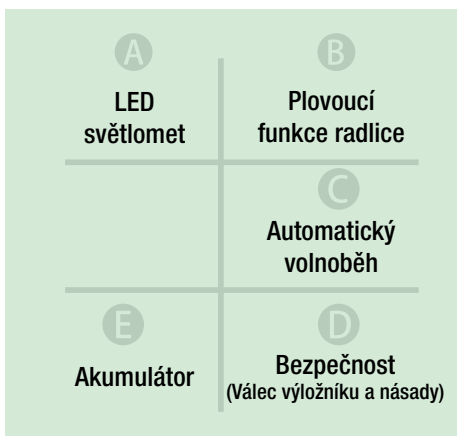 A
LED
světlomet
B
Plovoucí
funkce radlice
C
Automatický
volnoběh
E
Akumulátor
D
Bezpečnost
(Válec výložníku a násady)